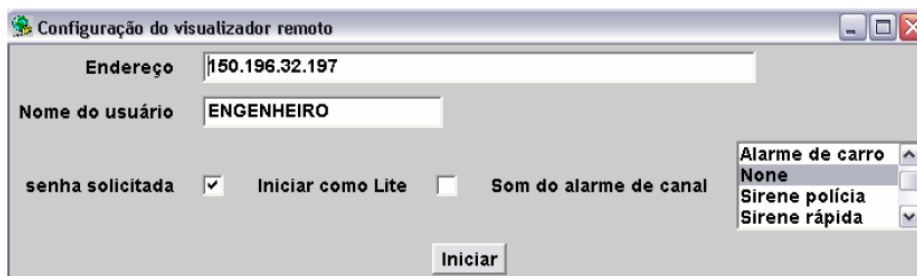 Configuração do visualizador remoto
Endereço 150.196.32.197
Nome do usuário ENGENHEIRO
senha solicitada Iniciar como Lite Som do alarme de canal
Alarme de carro
None
Sirene polícia
Sirene rápida
Iniciar